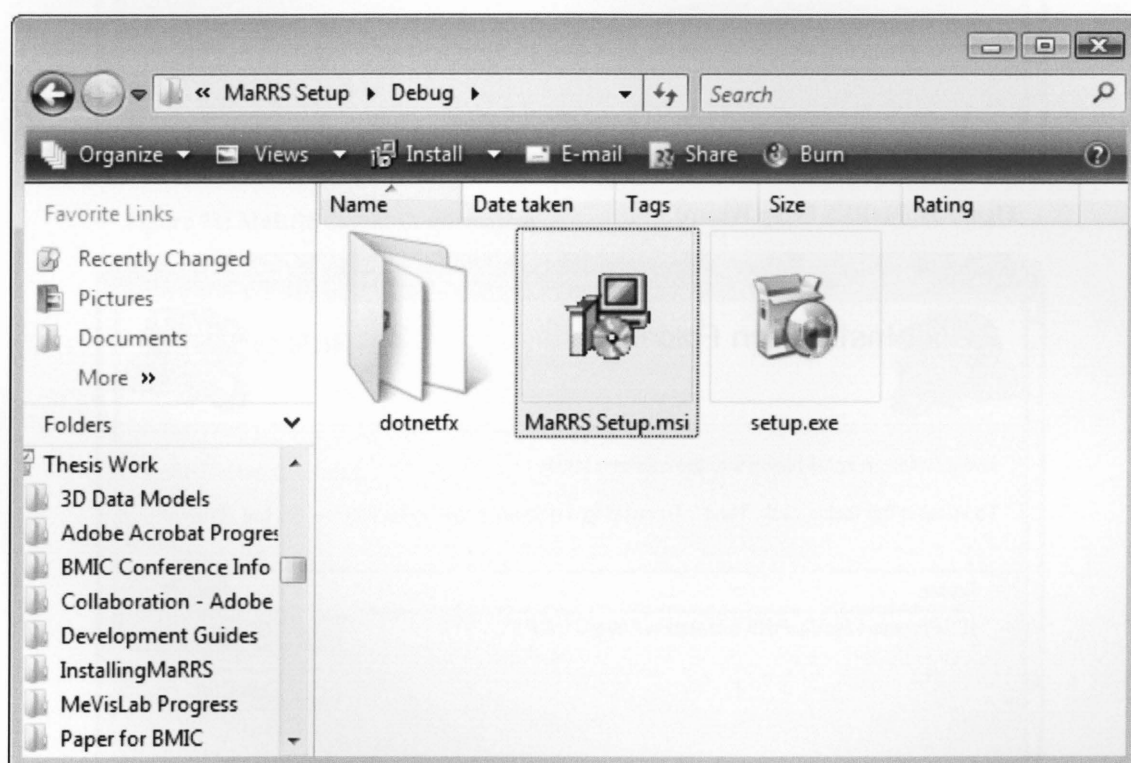 « MaRRS Setup ▸ Debug ▸
Search
Organize Views Install E-mail Share Burn
Favorite Links
Recently Changed
Pictures
Documents
More »
Folders
Thesis Work
3D Data Models
Adobe Acrobat Progres
BMIC Conference Info
Collaboration - Adobe
Development Guides
InstallingMaRRS
MeVisLab Progress
Paper for BMIC
Name Date taken Tags Size Rating
dotnetfx MaRRS Setup.msi setup.exe